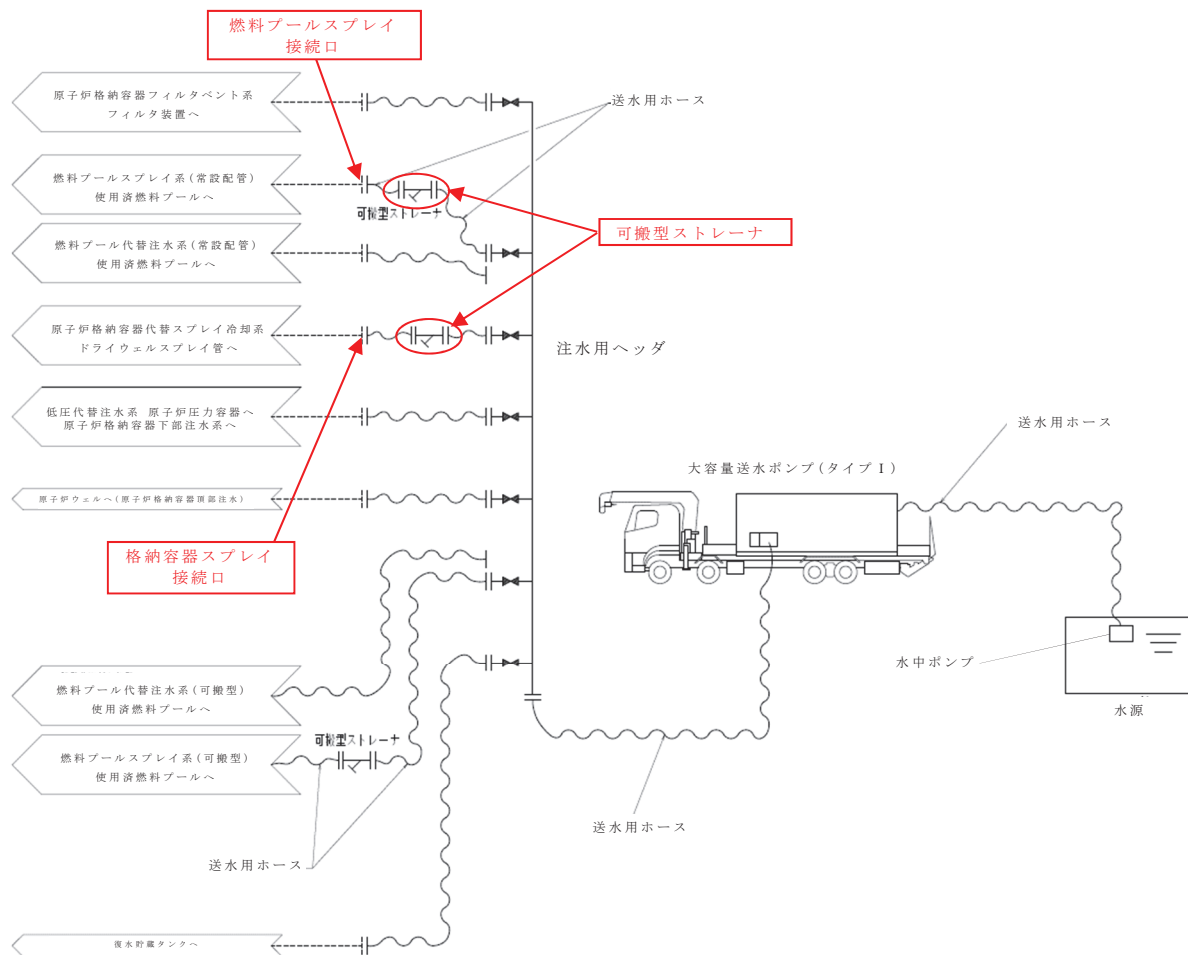 燃料プールスプレイ
接続口
原子炉格納容器フィルタベント系
フィルタ装置へ
送水用ホース
燃料プールスプレイ系(常設配管)
使用済燃料プールへ
可搬型ストレーナ
可搬型ストレーナ
燃料プール代替注水系(常設配管)
使用済燃料プールへ
原子炉格納容器代替スプレイ冷却系
ドライウェルスプレイ管へ
注水用ヘッダ
低圧代替注水系 原子炉圧力容器へ
原子炉格納容器下部注水系へ
送水用ホース
大容量送水ポンプ(タイプⅠ)
原子炉ウェルへ(原子炉格納容器頂部注水)
格納容器スプレイ
接続口
水中ポンプ
燃料プール代替注水系(可搬型)
使用済燃料プールへ
水源
可搬型ストレーナ
燃料プールスプレイ系(可搬型)
使用済燃料プールへ
送水用ホース
送水用ホース
復水貯蔵タンクへ